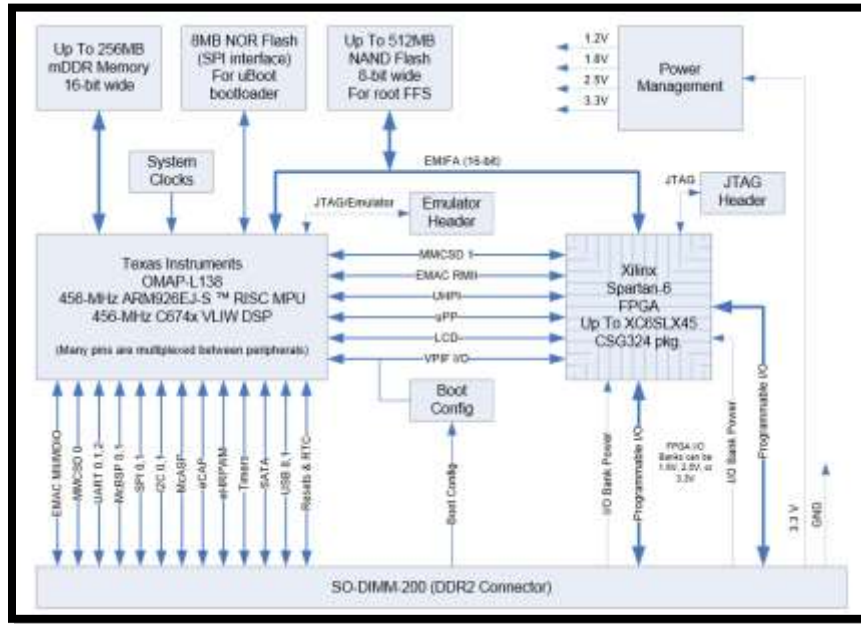 Up To 256MB
mDDR Memory
16-bit wide
8MB NOR Flash
(SPI interface)
For uBoot
bootloader
Up To 512MB
NAND Flash
8-bit wide
For root FFS
1.2V
1.8V
2.5V
3.3V
Power
Management
System
Clocks
EMIFA (16-bit)
JTAG/Emulator
Emulator
Header
JTAG
JTAG
Header
Texas Instruments
OMAP-L138
456-MHz ARM926EJ-S ™ RISC MPU
456-MHz C674x VLIW DSP
(Many pins are multiplexed between peripherals)
MMCSD 1
EMAC RMII
UHPI
uPP
LCD
VPIF I/O
Xilinx
Spartan-6
FPGA
Up To XC6SLX45
CSG324 pkg.
Boot
Config
EMAC MII/MDIO
MMCSD 0
UART 0,1,2
McBSP 0,1
SPI 0,1
I2C 0,1
McASP
eCAP
eHRPWM
Timers
SATA
USB 0,1
Resets & RTC
Boot Config
I/O Bank Power
Programmable I/O
FPGA I/O
Banks can be
1.8V, 2.5V, or
3.3V
I/O Bank Power
Programmable I/O
3.3 V
GND
SO-DIMM-200 (DDR2 Connector)